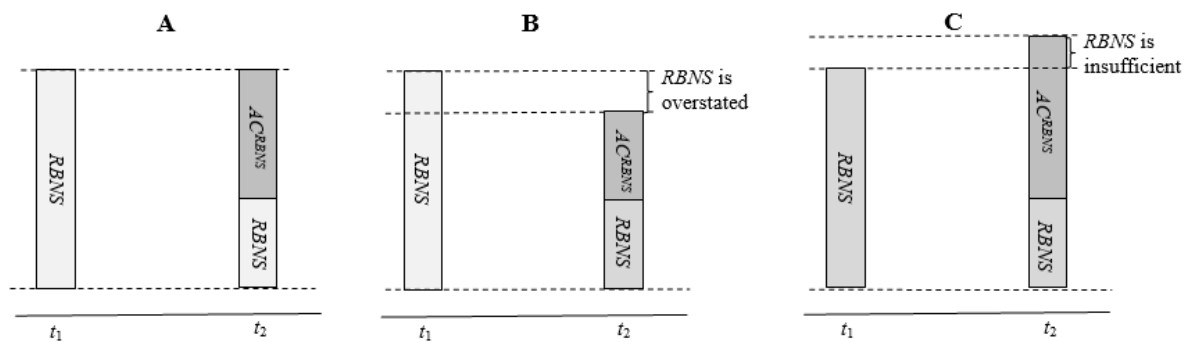 A
RBNS
AC^RBNS
RBNS
t₁
t₂
B
RBNS
RBNS is
overstated
AC^RBNS
RBNS
t₁
t₂
C
RBNS
AC^RBNS
RBNS
RBNS is
insufficient
t₁
t₂